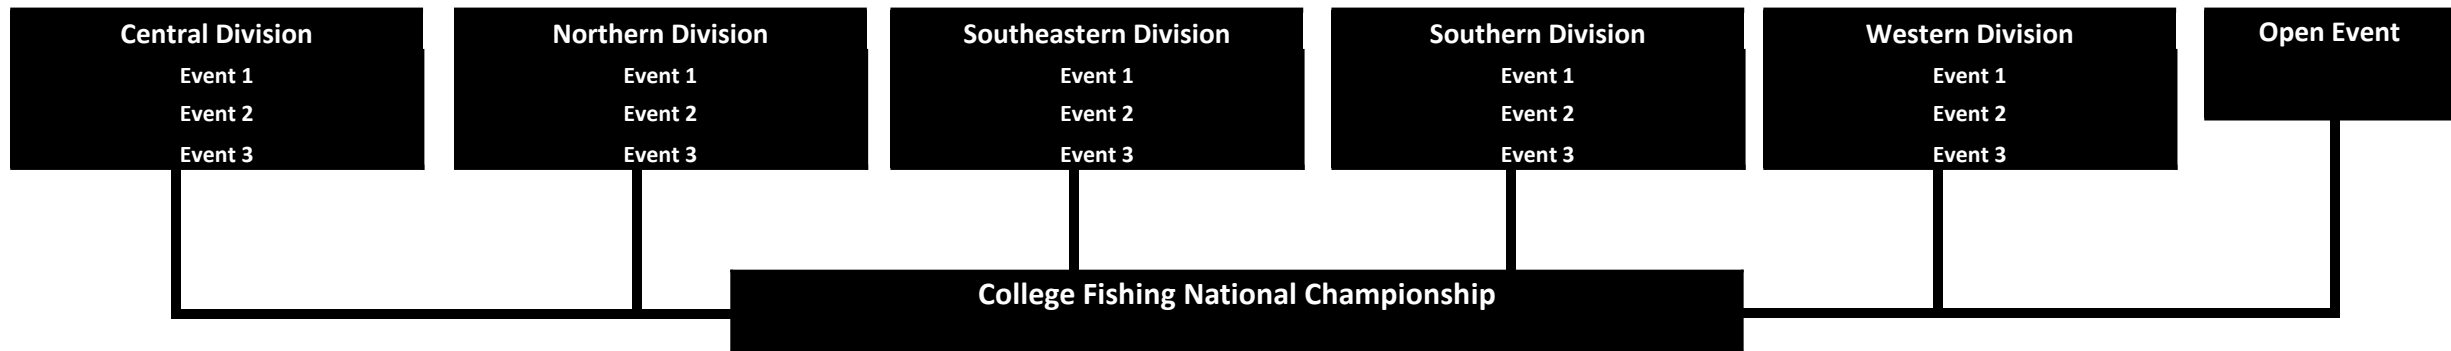 Central Division
Event 1
Event 2
Event 3
Northern Division
Event 1
Event 2
Event 3
Southeastern Division
Event 1
Event 2
Event 3
Southern Division
Event 1
Event 2
Event 3
Western Division
Event 1
Event 2
Event 3
Open Event
College Fishing National Championship